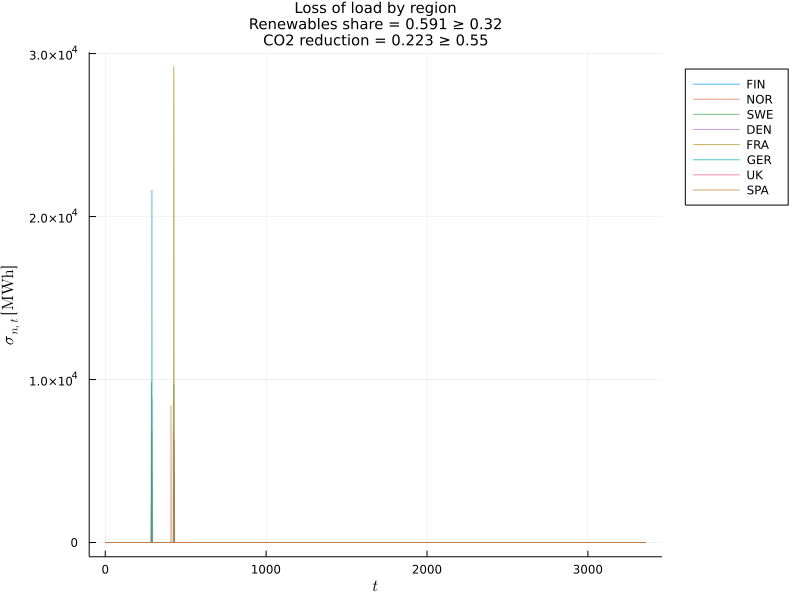 Loss of load by region
Renewables share = 0.591 ≥ 0.32
CO2 reduction = 0.223 ≥ 0.55
3.0×10⁴
2.0×10⁴
1.0×10⁴
0
σₙ,ₜ [MWh]
0 1000 2000 3000
t
FIN
NOR
SWE
DEN
FRA
GER
UK
SPA